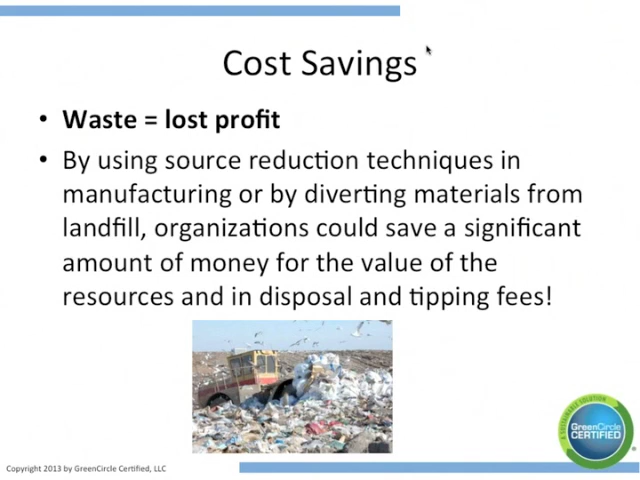 Cost Savings
• Waste = lost profit
• By using source reduction techniques in
manufacturing or by diverting materials from
landfill, organizations could save a significant
amount of money for the value of the
resources and in disposal and tipping fees!
A SUSTAINABLE SOLUTION
GreenCircle
CERTIFIED
®
Copyright 2013 by GreenCircle Certified, LLC